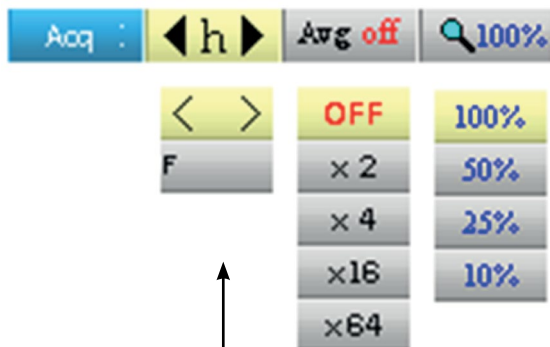 Acq : ◀ h ▶ Avg off 100%
< > OFF 100%
F × 2 50%
× 4 25%
×16 10%
×64